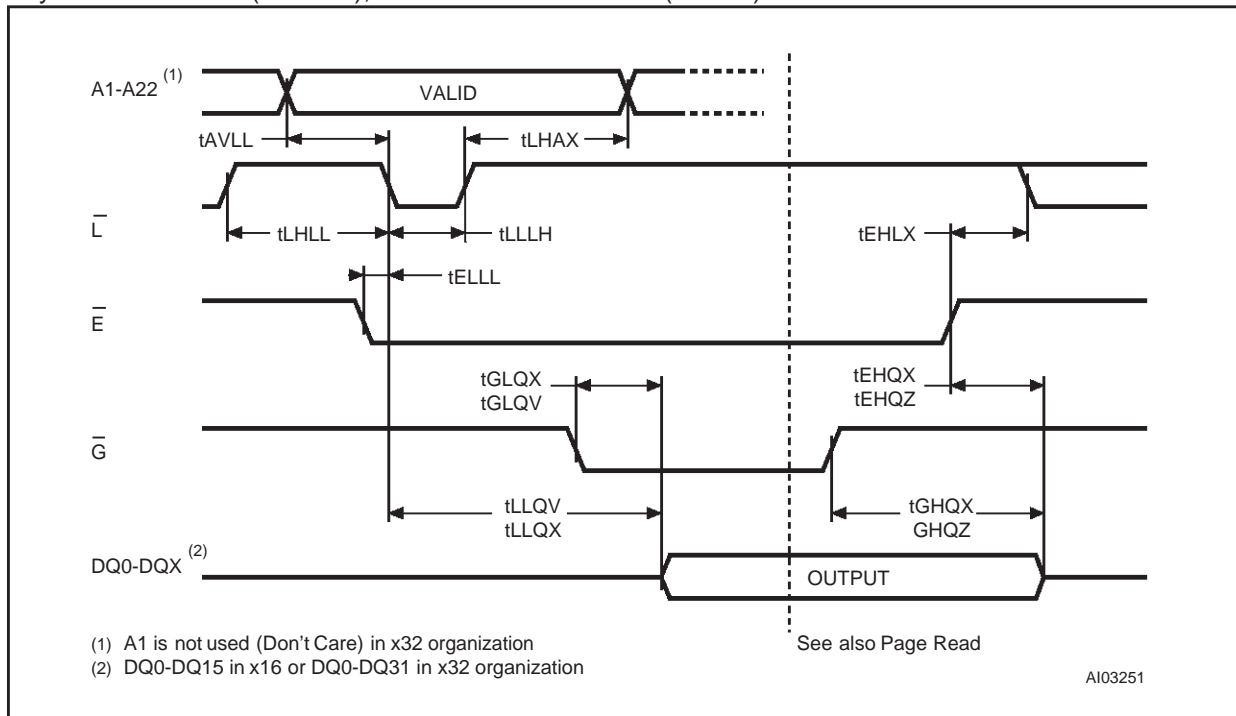 A1-A22 (1)
VALID
tAVLL
tLHAX
L
tLHLL
tLLLH
tEHLX
tELLL
E
tGLQX
tGLQV
tEHQX
tEHQZ
G
tLLQV
tLLQX
tGHQX
GHQZ
DQ0-DQX (2)
OUTPUT
(1) A1 is not used (Don't Care) in x32 organization
See also Page Read
(2) DQ0-DQ15 in x16 or DQ0-DQ31 in x32 organization
AI03251